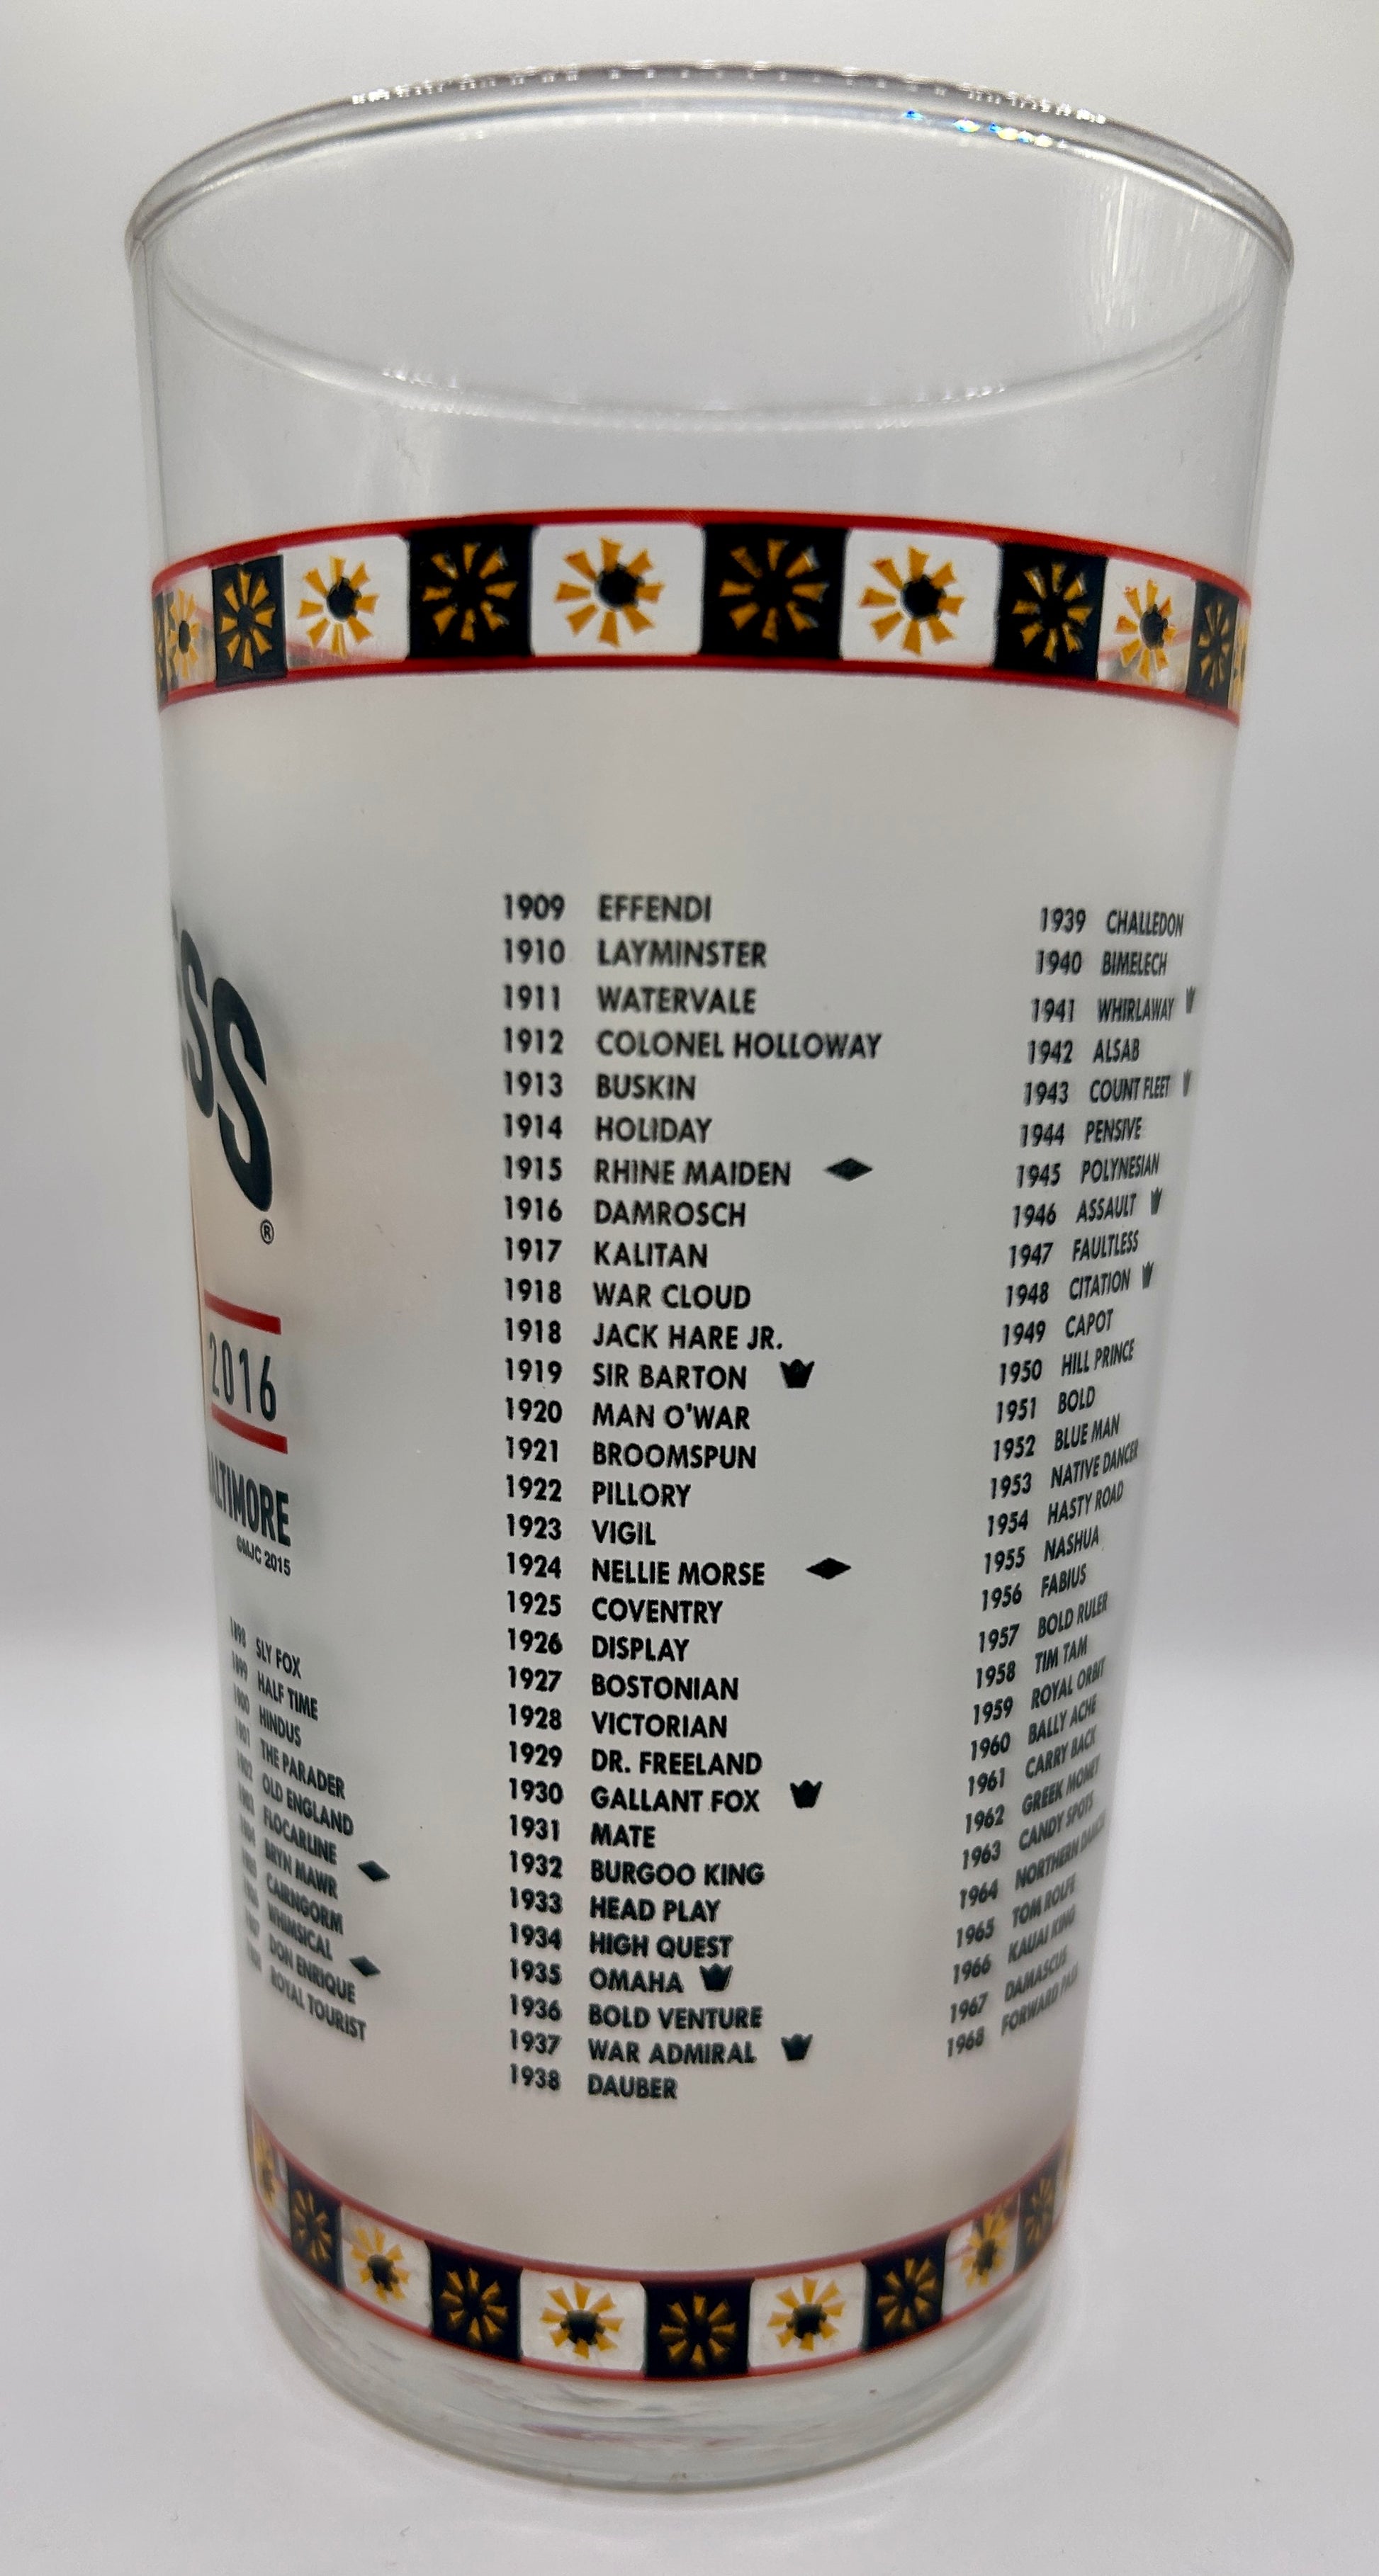 ESS
®
2016
ALTIMORE
©MJC 2015
1898 SLY FOX
1899 HALF TIME
1900 HINDUS
1901 THE PARADER
1902 OLD ENGLAND
FLOCARLINE
BRYN MAWR
CAIRNGORM
WHIMSICAL
DON ENRIQUE
ROYAL TOURIST
1909 EFFENDI
1910 LAYMINSTER
1911 WATERVALE
1912 COLONEL HOLLOWAY
1913 BUSKIN
1914 HOLIDAY
1915 RHINE MAIDEN
1916 DAMROSCH
1917 KALITAN
1918 WAR CLOUD
1918 JACK HARE JR.
1919 SIR BARTON
1920 MAN O'WAR
1921 BROOMSPUN
1922 PILLORY
1923 VIGIL
1924 NELLIE MORSE
1925 COVENTRY
1926 DISPLAY
1927 BOSTONIAN
1928 VICTORIAN
1929 DR. FREELAND
1930 GALLANT FOX
1931 MATE
1932 BURGOO KING
1933 HEAD PLAY
1934 HIGH QUEST
1935 OMAHA
1936 BOLD VENTURE
1937 WAR ADMIRAL
1938 DAUBER
1939 CHALLEDON
1940 BIMELECH
1941 WHIRLAWAY
1942 ALSAB
1943 COUNT FLEET
1944 PENSIVE
1945 POLYNESIAN
1946 ASSAULT
1947 FAULTLESS
1948 CITATION
1949 CAPOT
1950 HILL PRINCE
1951 BOLD
1952 BLUE MAN
1953 NATIVE DANCER
1954 HASTY ROAD
1955 NASHUA
1956 FABIUS
1957 BOLD RULER
1958 TIM TAM
1959 ROYAL ORBIT
1960 BALLY ACHE
1961 CARRY BACK
1962 GREEK MONEY
1963 CANDY SPOTS
1964 NORTHERN DANCER
1965 TOM ROLFE
1966 KAUAI KING
1967 DAMASCUS
1968 FORWARD PASS